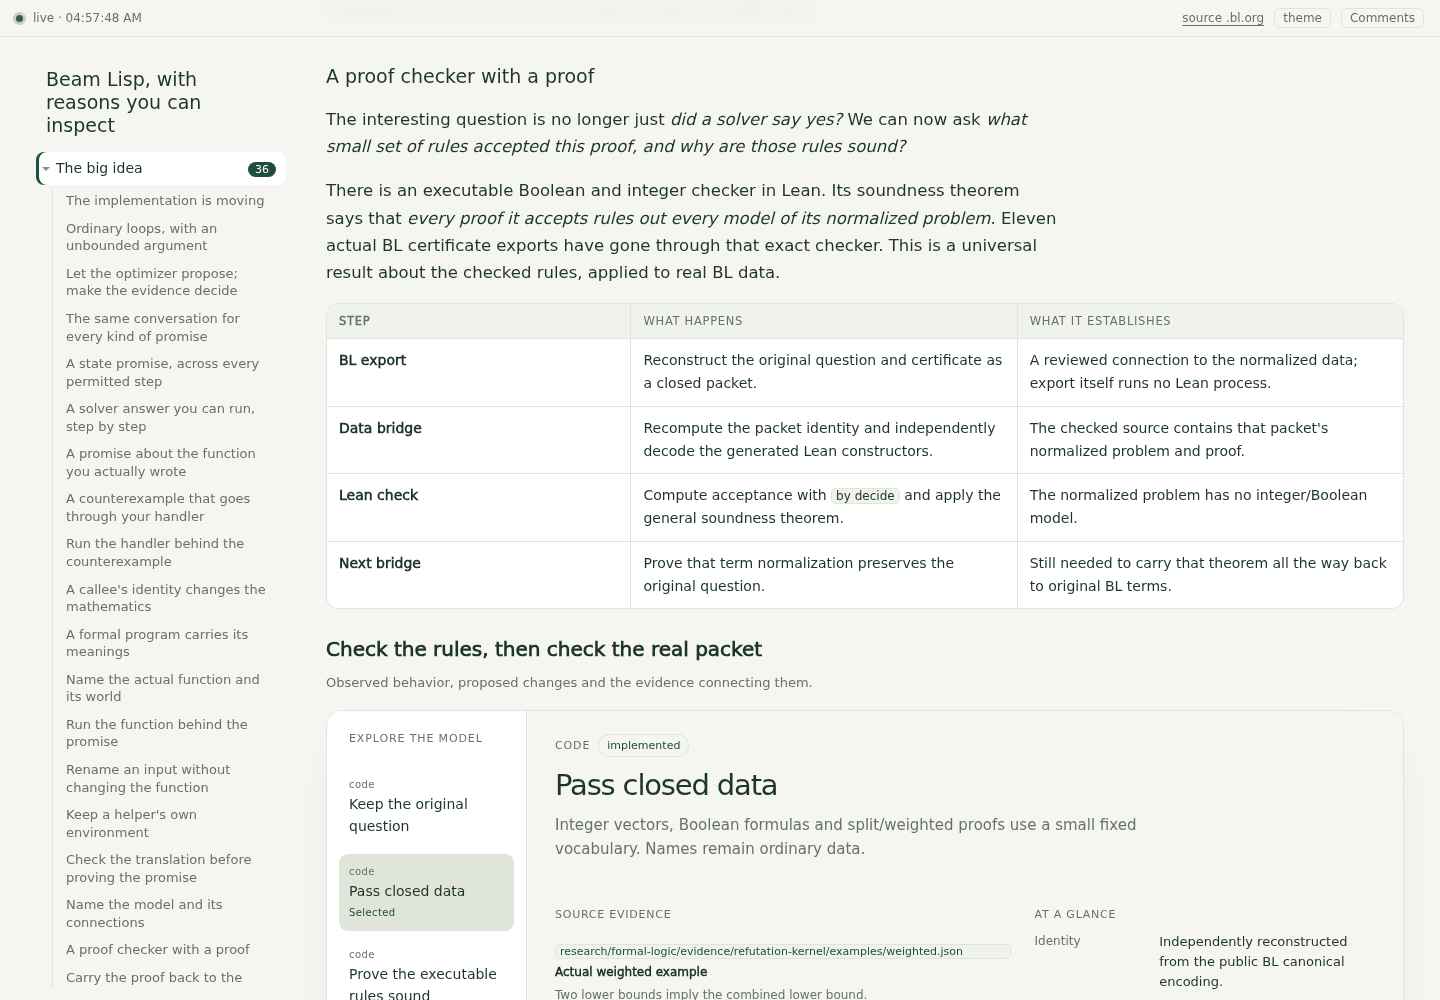 live · 04:57:48 AM
source .bl.org
theme
Comments
Beam Lisp, with
reasons you can
inspect
The big idea
36
The implementation is moving
Ordinary loops, with an
unbounded argument
Let the optimizer propose;
make the evidence decide
The same conversation for
every kind of promise
A state promise, across every
permitted step
A solver answer you can run,
step by step
A promise about the function
you actually wrote
A counterexample that goes
through your handler
Run the handler behind the
counterexample
A callee's identity changes the
mathematics
A formal program carries its
meanings
Name the actual function and
its world
Run the function behind the
promise
Rename an input without
changing the function
Keep a helper's own
environment
Check the translation before
proving the promise
Name the model and its
connections
A proof checker with a proof
Carry the proof back to the
A proof checker with a proof
The interesting question is no longer just did a solver say yes? We can now ask what
small set of rules accepted this proof, and why are those rules sound?
There is an executable Boolean and integer checker in Lean. Its soundness theorem
says that every proof it accepts rules out every model of its normalized problem. Eleven
actual BL certificate exports have gone through that exact checker. This is a universal
result about the checked rules, applied to real BL data.
STEP
WHAT HAPPENS
WHAT IT ESTABLISHES
BL export
Reconstruct the original question and certificate as
a closed packet.
A reviewed connection to the normalized data;
export itself runs no Lean process.
Data bridge
Recompute the packet identity and independently
decode the generated Lean constructors.
The checked source contains that packet's
normalized problem and proof.
Lean check
Compute acceptance with by decide and apply the
general soundness theorem.
The normalized problem has no integer/Boolean
model.
Next bridge
Prove that term normalization preserves the
original question.
Still needed to carry that theorem all the way back
to original BL terms.
Check the rules, then check the real packet
Observed behavior, proposed changes and the evidence connecting them.
EXPLORE THE MODEL
code
Keep the original
question
code
Pass closed data
Selected
code
Prove the executable
rules sound
CODE
implemented
Pass closed data
Integer vectors, Boolean formulas and split/weighted proofs use a small fixed
vocabulary. Names remain ordinary data.
SOURCE EVIDENCE
research/formal-logic/evidence/refutation-kernel/examples/weighted.json
Actual weighted example
Two lower bounds imply the combined lower bound.
AT A GLANCE
Identity
Independently reconstructed
from the public BL canonical
encoding.